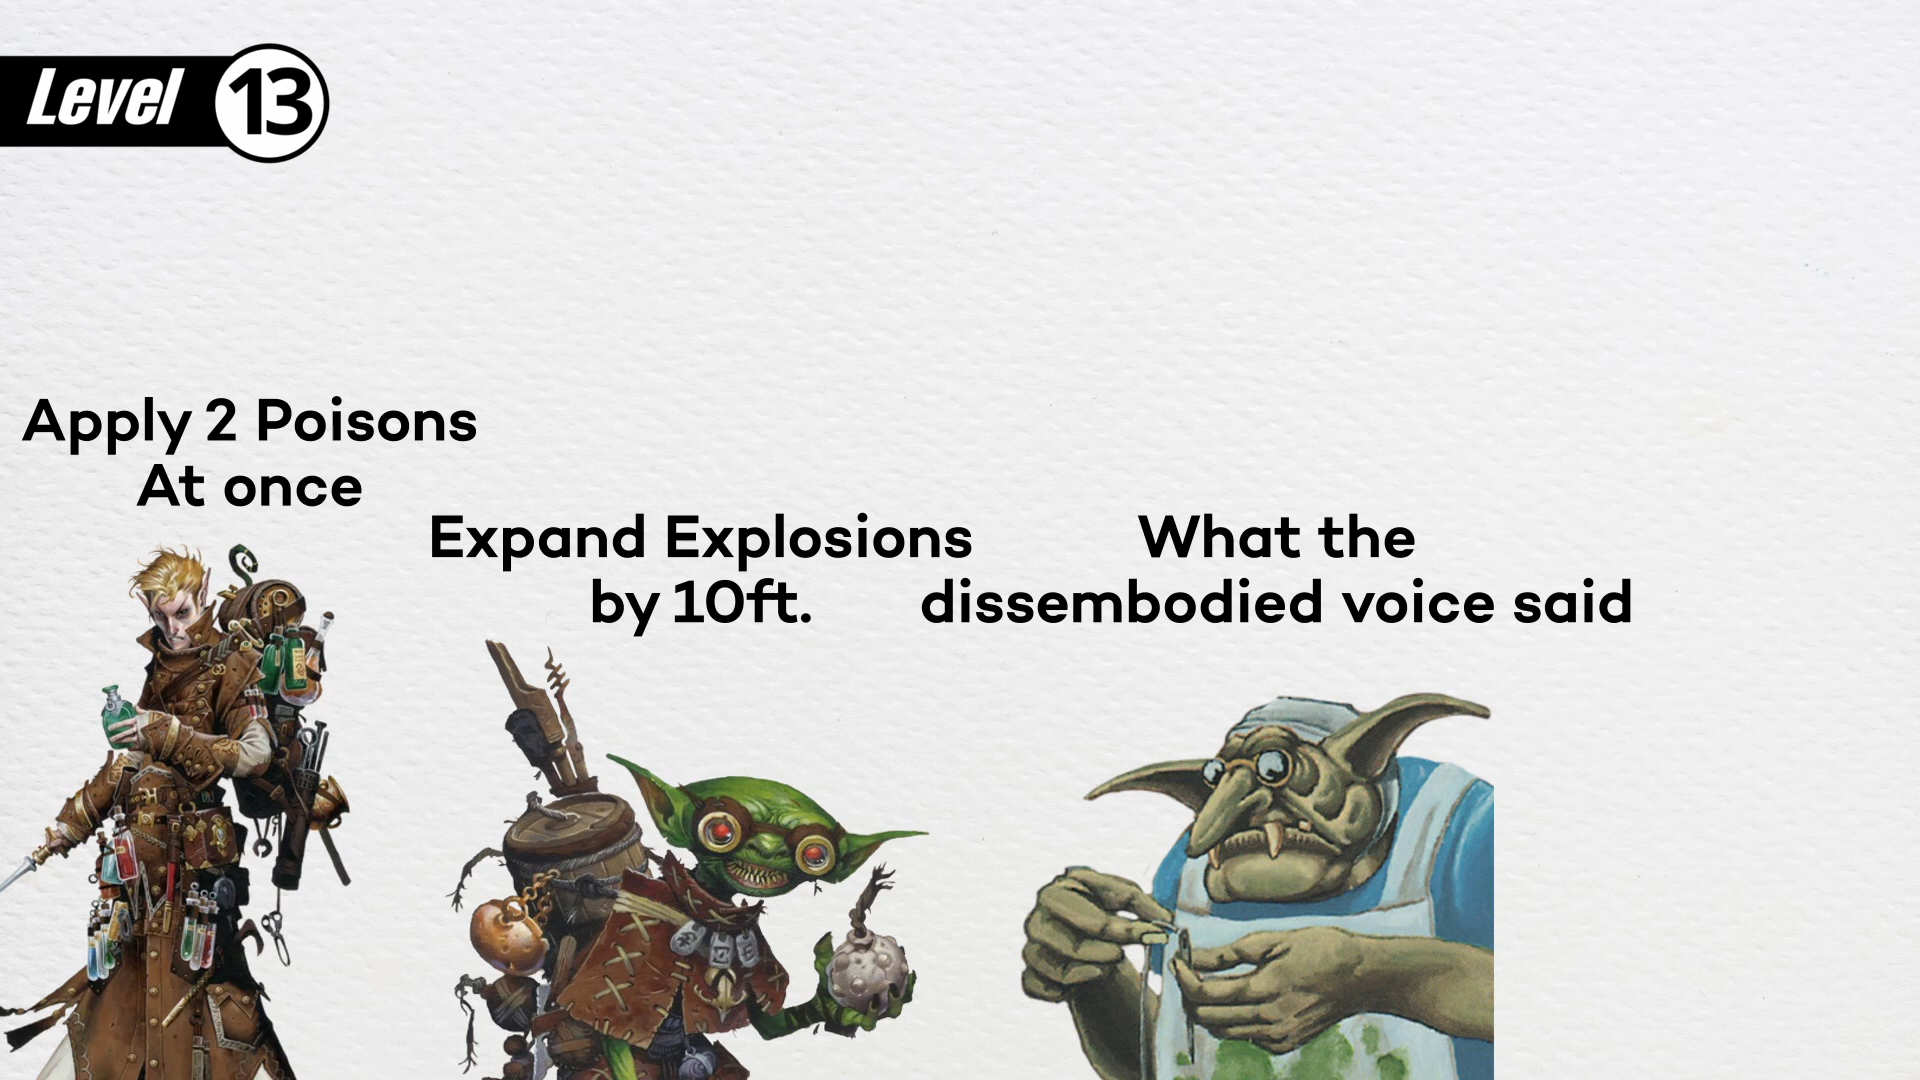 Level 13
Apply 2 Poisons
At once
Expand Explosions
by 10ft.
What the
dissembodied voice said